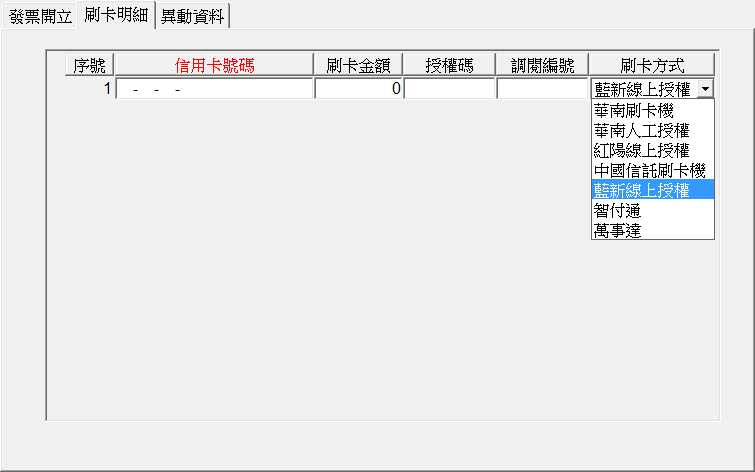 發票開立 刷卡明細 異動資料
序號 信用卡號碼 刷卡金額 授權碼 調閱編號 刷卡方式
1 - - - 0 藍新線上授權
華南刷卡機
華南人工授權
紅陽線上授權
中國信託刷卡機
藍新線上授權
智付通
萬事達